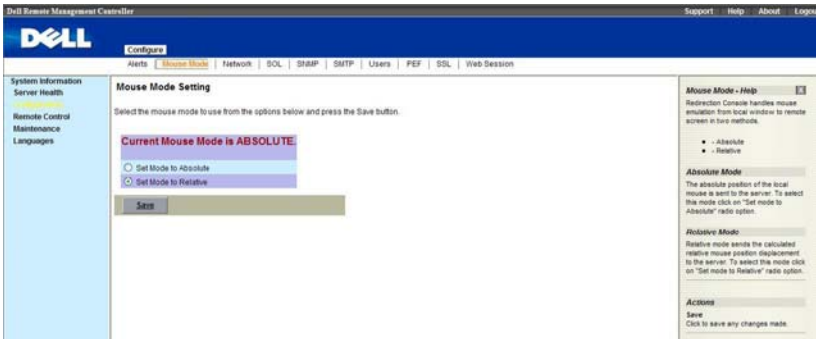 Dell Remote Management Controller
Support Help About Logou
DELL
Configure
Alerts | Mouse Mode | Network | SOL | SNMP | SMTP | Users | PEF | SSL | Web Session
System Information
Server Health
Configuration
Remote Control
Maintenance
Languages
Mouse Mode Setting
Select the mouse mode to use from the options below and press the Save button.
Current Mouse Mode is ABSOLUTE.
Set Mode to Absolute
Set Mode to Relative
Save
Mouse Mode - Help X
Redirection Console handles mouse
emulation from local window to remote
screen in two methods.
- Absolute
- Relative
Absolute Mode
The absolute position of the local
mouse is sent to the server. To select
this mode click on "Set mode to
Absolute" radio option.
Relative Mode
Relative mode sends the calculated
relative mouse position displacement
to the server. To select this mode click
on "Set mode to Relative" radio option.
Actions
Save
Click to save any changes made.